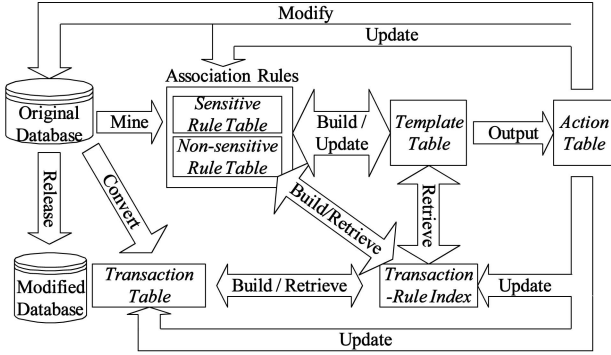 Modify
Update
Association Rules
Sensitive
Rule Table
Non-sensitive
Rule Table
Original
Database
Mine
Build /
Update
Template
Table
Output
Action
Table
Release
Convert
Build/Retrieve
Retrieve
Modified
Database
Transaction
Table
Build / Retrieve
Transaction
-Rule Index
Update
Update